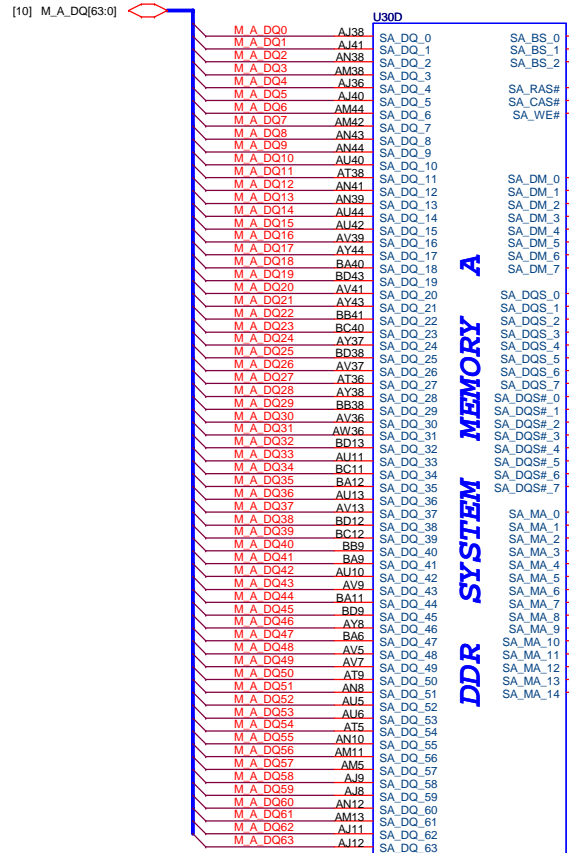 [10] M_A_DQ[63:0]
U30D
M_A_DQ0 AJ38 SA_DQ_0 SA_BS_0
M_A_DQ1 AJ41 SA_DQ_1 SA_BS_1
M_A_DQ2 AN38 SA_DQ_2 SA_BS_2
M_A_DQ3 AM38 SA_DQ_3
M_A_DQ4 AJ36 SA_DQ_4 SA_RAS#
M_A_DQ5 AJ40 SA_DQ_5 SA_CAS#
M_A_DQ6 AM44 SA_DQ_6 SA_WE#
M_A_DQ7 AM42 SA_DQ_7
M_A_DQ8 AN43 SA_DQ_8
M_A_DQ9 AN44 SA_DQ_9
M_A_DQ10 AU40 SA_DQ_10
M_A_DQ11 AT38 SA_DQ_11 SA_DM_0
M_A_DQ12 AN41 SA_DQ_12 SA_DM_1
M_A_DQ13 AN39 SA_DQ_13 SA_DM_2
M_A_DQ14 AU44 SA_DQ_14 SA_DM_3
M_A_DQ15 AU42 SA_DQ_15 SA_DM_4
M_A_DQ16 AV39 SA_DQ_16 SA_DM_5
M_A_DQ17 AY44 SA_DQ_17 SA_DM_6
M_A_DQ18 BA40 SA_DQ_18 SA_DM_7
M_A_DQ19 BD43 SA_DQ_19
M_A_DQ20 AV41 SA_DQ_20 SA_DQS_0
M_A_DQ21 AY43 SA_DQ_21 SA_DQS_1
M_A_DQ22 BB41 SA_DQ_22 SA_DQS_2
M_A_DQ23 BC40 SA_DQ_23 SA_DQS_3
M_A_DQ24 AY37 SA_DQ_24 SA_DQS_4
M_A_DQ25 BD38 SA_DQ_25 SA_DQS_5
M_A_DQ26 AV37 SA_DQ_26 SA_DQS_6
M_A_DQ27 AT36 SA_DQ_27 SA_DQS_7
M_A_DQ28 AY38 SA_DQ_28 SA_DQS#_0
M_A_DQ29 BB38 SA_DQ_29 SA_DQS#_1
M_A_DQ30 AV36 SA_DQ_30 SA_DQS#_2
M_A_DQ31 AW36 SA_DQ_31 SA_DQS#_3
M_A_DQ32 BD13 SA_DQ_32 SA_DQS#_4
M_A_DQ33 AU11 SA_DQ_33 SA_DQS#_5
M_A_DQ34 BC11 SA_DQ_34 SA_DQS#_6
M_A_DQ35 BA12 SA_DQ_35 SA_DQS#_7
M_A_DQ36 AU13 SA_DQ_36
M_A_DQ37 AV13 SA_DQ_37 SA_MA_0
M_A_DQ38 BD12 SA_DQ_38 SA_MA_1
M_A_DQ39 BC12 SA_DQ_39 SA_MA_2
M_A_DQ40 BB9 SA_DQ_40 SA_MA_3
M_A_DQ41 BA9 SA_DQ_41 SA_MA_4
M_A_DQ42 AU10 SA_DQ_42 SA_MA_5
M_A_DQ43 AV9 SA_DQ_43 SA_MA_6
M_A_DQ44 BA11 SA_DQ_44 SA_MA_7
M_A_DQ45 BD9 SA_DQ_45 SA_MA_8
M_A_DQ46 AY8 SA_DQ_46 SA_MA_9
M_A_DQ47 BA6 SA_DQ_47 SA_MA_10
M_A_DQ48 AV5 SA_DQ_48 SA_MA_11
M_A_DQ49 AV7 SA_DQ_49 SA_MA_12
M_A_DQ50 AT9 SA_DQ_50 SA_MA_13
M_A_DQ51 AN8 SA_DQ_51 SA_MA_14
M_A_DQ52 AU5 SA_DQ_52
M_A_DQ53 AU6 SA_DQ_53
M_A_DQ54 AT5 SA_DQ_54
M_A_DQ55 AN10 SA_DQ_55
M_A_DQ56 AM11 SA_DQ_56
M_A_DQ57 AM5 SA_DQ_57
M_A_DQ58 AJ9 SA_DQ_58
M_A_DQ59 AJ8 SA_DQ_59
M_A_DQ60 AN12 SA_DQ_60
M_A_DQ61 AM13 SA_DQ_61
M_A_DQ62 AJ11 SA_DQ_62
M_A_DQ63 AJ12 SA_DQ_63
DDR SYSTEM MEMORY A